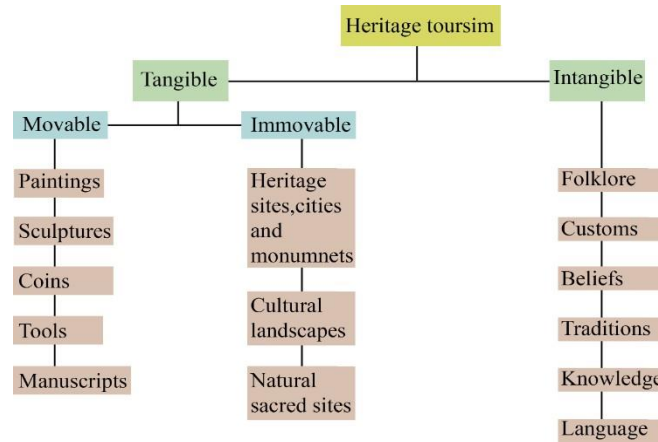 Heritage toursim
Tangible
Intangible
Movable
Immovable
Paintings
Sculptures
Coins
Tools
Manuscripts
Heritage
sites,cities
and
monumnets
Cultural
landscapes
Natural
sacred sites
Folklore
Customs
Beliefs
Traditions
Knowledge
Language